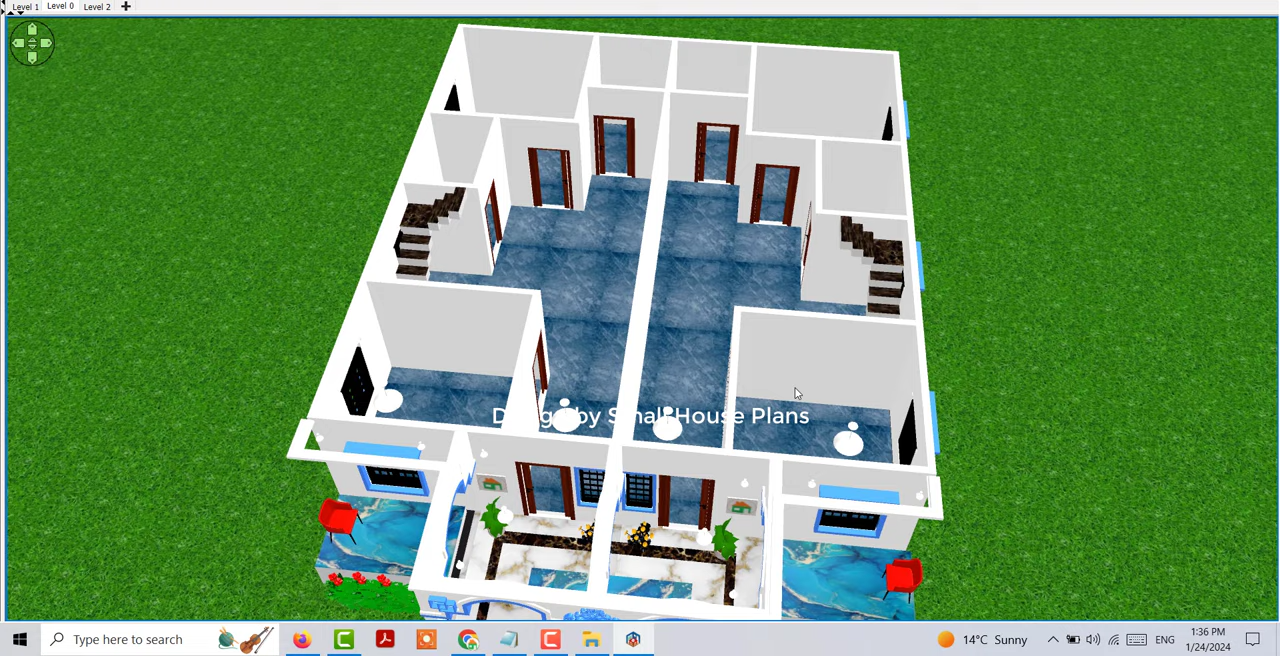 Level 1 Level 0 Level 2
Designed by Small House Plans
Type here to search
14°C Sunny
ENG
1:36 PM
1/24/2024